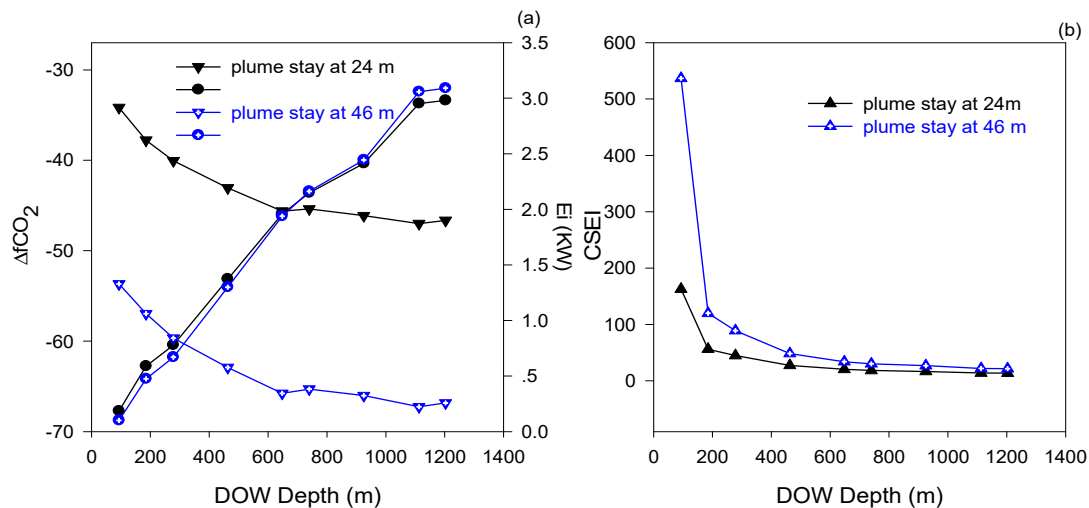 (a)
-30
-40
-50
-60
-70
ΔfCO2
3.5
3.0
2.5
2.0
1.5
1.0
.5
0.0
Ei (KW)
plume stay at 24 m
plume stay at 46 m
0 200 400 600 800 1000 1200 1400
DOW Depth (m)
(b)
600
500
400
300
200
100
0
CSEI
plume stay at 24m
plume stay at 46 m
0 200 400 600 800 1000 1200 1400
DOW Depth (m)